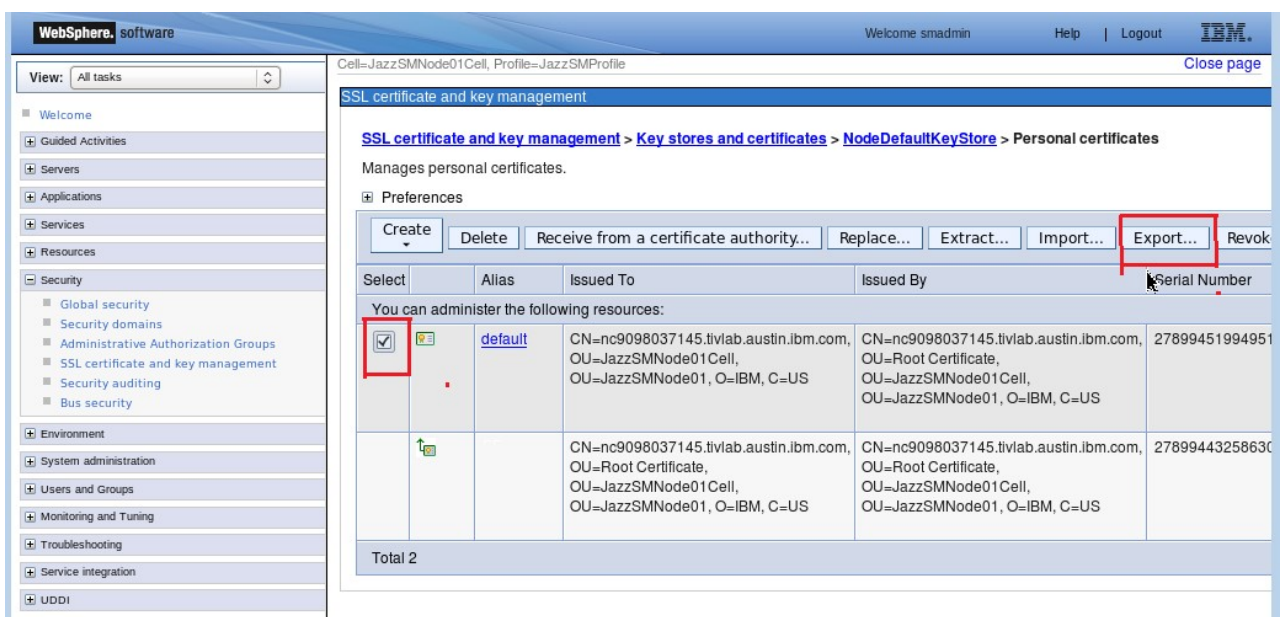 WebSphere. software
Welcome smadmin
Help | Logout
IBM.
View: All tasks
Cell=JazzSMNode01Cell, Profile=JazzSMProfile
Close page
Welcome
Guided Activities
Servers
Applications
Services
Resources
Security
Global security
Security domains
Administrative Authorization Groups
SSL certificate and key management
Security auditing
Bus security
Environment
System administration
Users and Groups
Monitoring and Tuning
Troubleshooting
Service integration
UDDI
SSL certificate and key management
SSL certificate and key management > Key stores and certificates > NodeDefaultKeyStore > Personal certificates
Manages personal certificates.
Preferences
Create Delete Receive from a certificate authority... Replace... Extract... Import... Export... Revok
Select Alias Issued To Issued By Serial Number
You can administer the following resources:
default
CN=nc9098037145.tivlab.austin.ibm.com,
OU=JazzSMNode01Cell,
OU=JazzSMNode01, O=IBM, C=US
CN=nc9098037145.tivlab.austin.ibm.com,
OU=Root Certificate,
OU=JazzSMNode01Cell,
OU=JazzSMNode01, O=IBM, C=US
27899451994951
CN=nc9098037145.tivlab.austin.ibm.com,
OU=Root Certificate,
OU=JazzSMNode01Cell,
OU=JazzSMNode01, O=IBM, C=US
CN=nc9098037145.tivlab.austin.ibm.com,
OU=Root Certificate,
OU=JazzSMNode01Cell,
OU=JazzSMNode01, O=IBM, C=US
27899443258630
Total 2